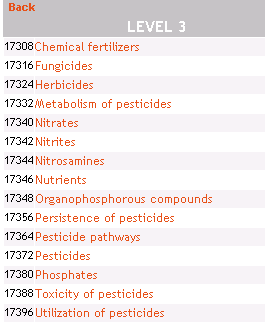 Back
LEVEL 3
17308 Chemical fertilizers
17316 Fungicides
17324 Herbicides
17332 Metabolism of pesticides
17340 Nitrates
17342 Nitrites
17344 Nitrosamines
17346 Nutrients
17348 Organophosphorous compounds
17356 Persistence of pesticides
17364 Pesticide pathways
17372 Pesticides
17380 Phosphates
17388 Toxicity of pesticides
17396 Utilization of pesticides